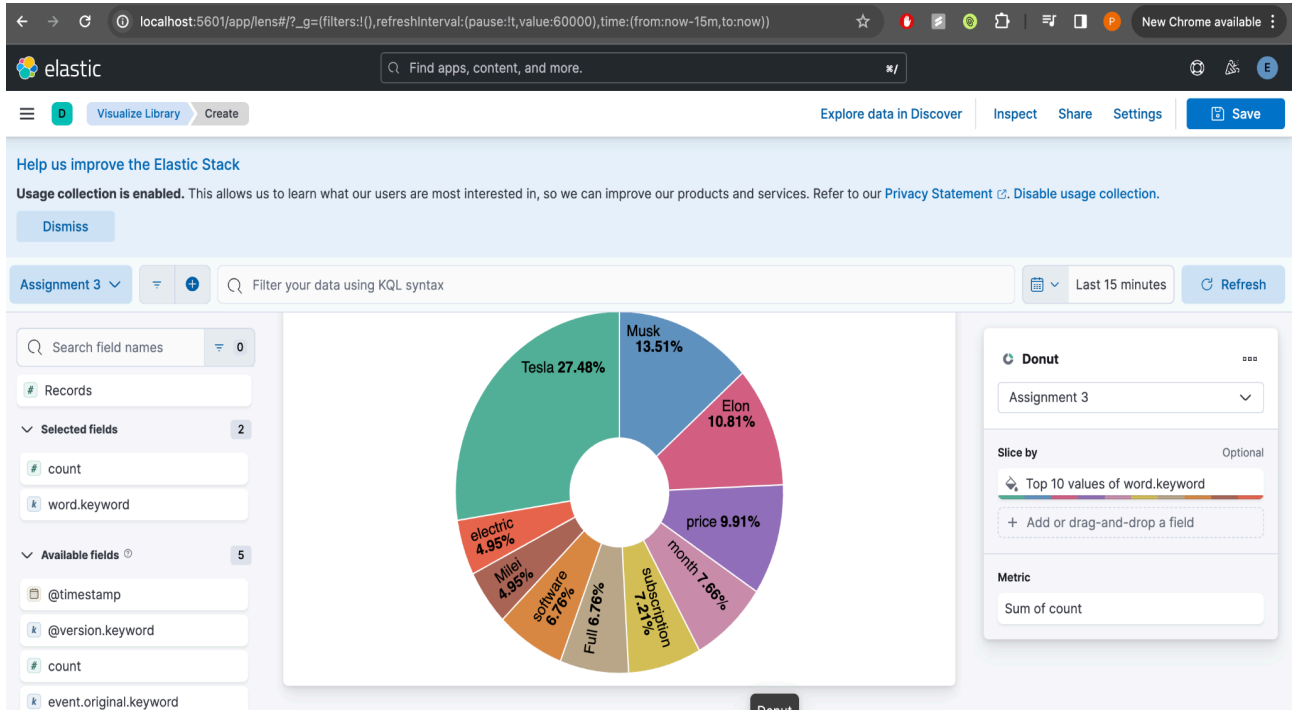 localhost:5601/app/lens#/?_g=(filters:!(),refreshInterval:(pause:!t,value:60000),time:(from:now-15m,to:now))
New Chrome available
elastic
Find apps, content, and more.
⌘/
E
D
Visualize Library
Create
Explore data in Discover
Inspect
Share
Settings
Save
Help us improve the Elastic Stack
Usage collection is enabled. This allows us to learn what our users are most interested in, so we can improve our products and services. Refer to our Privacy Statement. Disable usage collection.
Dismiss
Assignment 3
Filter your data using KQL syntax
Last 15 minutes
Refresh
Search field names
0
# Records
Selected fields
2
# count
k word.keyword
Available fields
5
@timestamp
k @version.keyword
# count
k event.original.keyword
Musk
13.51%
Tesla 27.48%
Elon
10.81%
price 9.91%
month 7.66%
subscription
7.21%
Full 6.76%
software
6.76%
Milei
4.95%
electric
4.95%
Donut
Donut
Assignment 3
Slice by
Optional
Top 10 values of word.keyword
+ Add or drag-and-drop a field
Metric
Sum of count
P